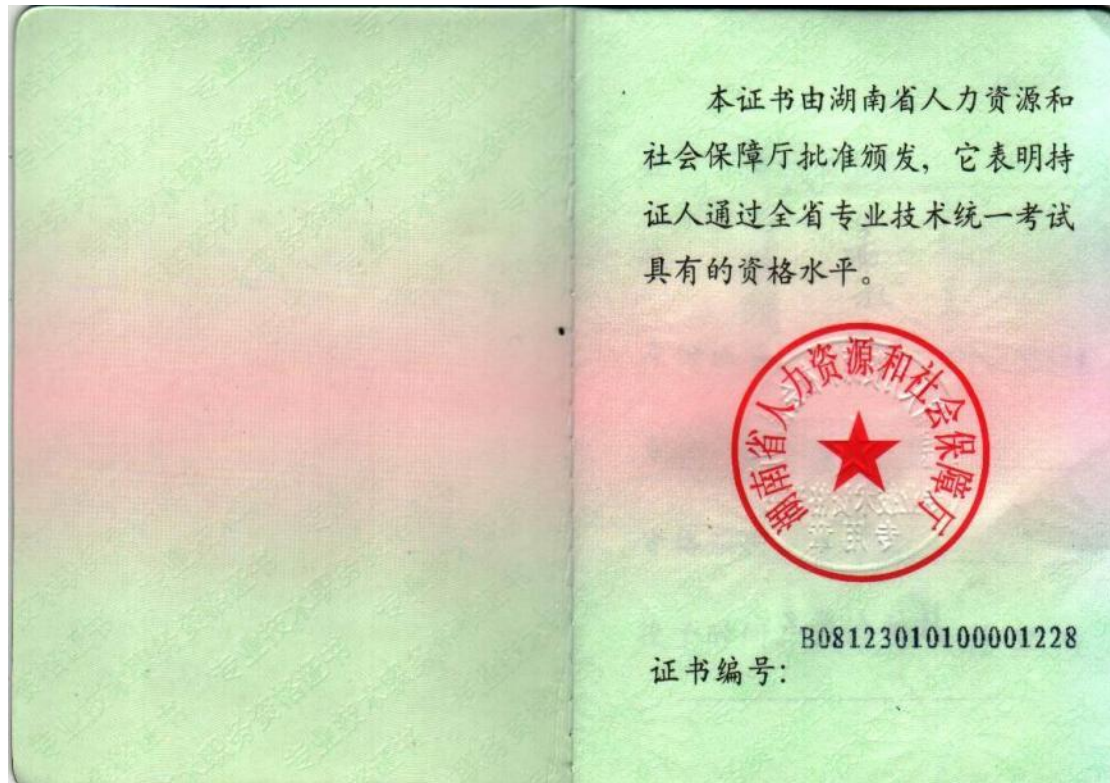 本证书由湖南省人力资源和
社会保障厅批准颁发，它表明持
证人通过全省专业技术统一考试
具有的资格水平。
湖南省人力资源和社会保障厅
专用章
B08123010100001228
证书编号：